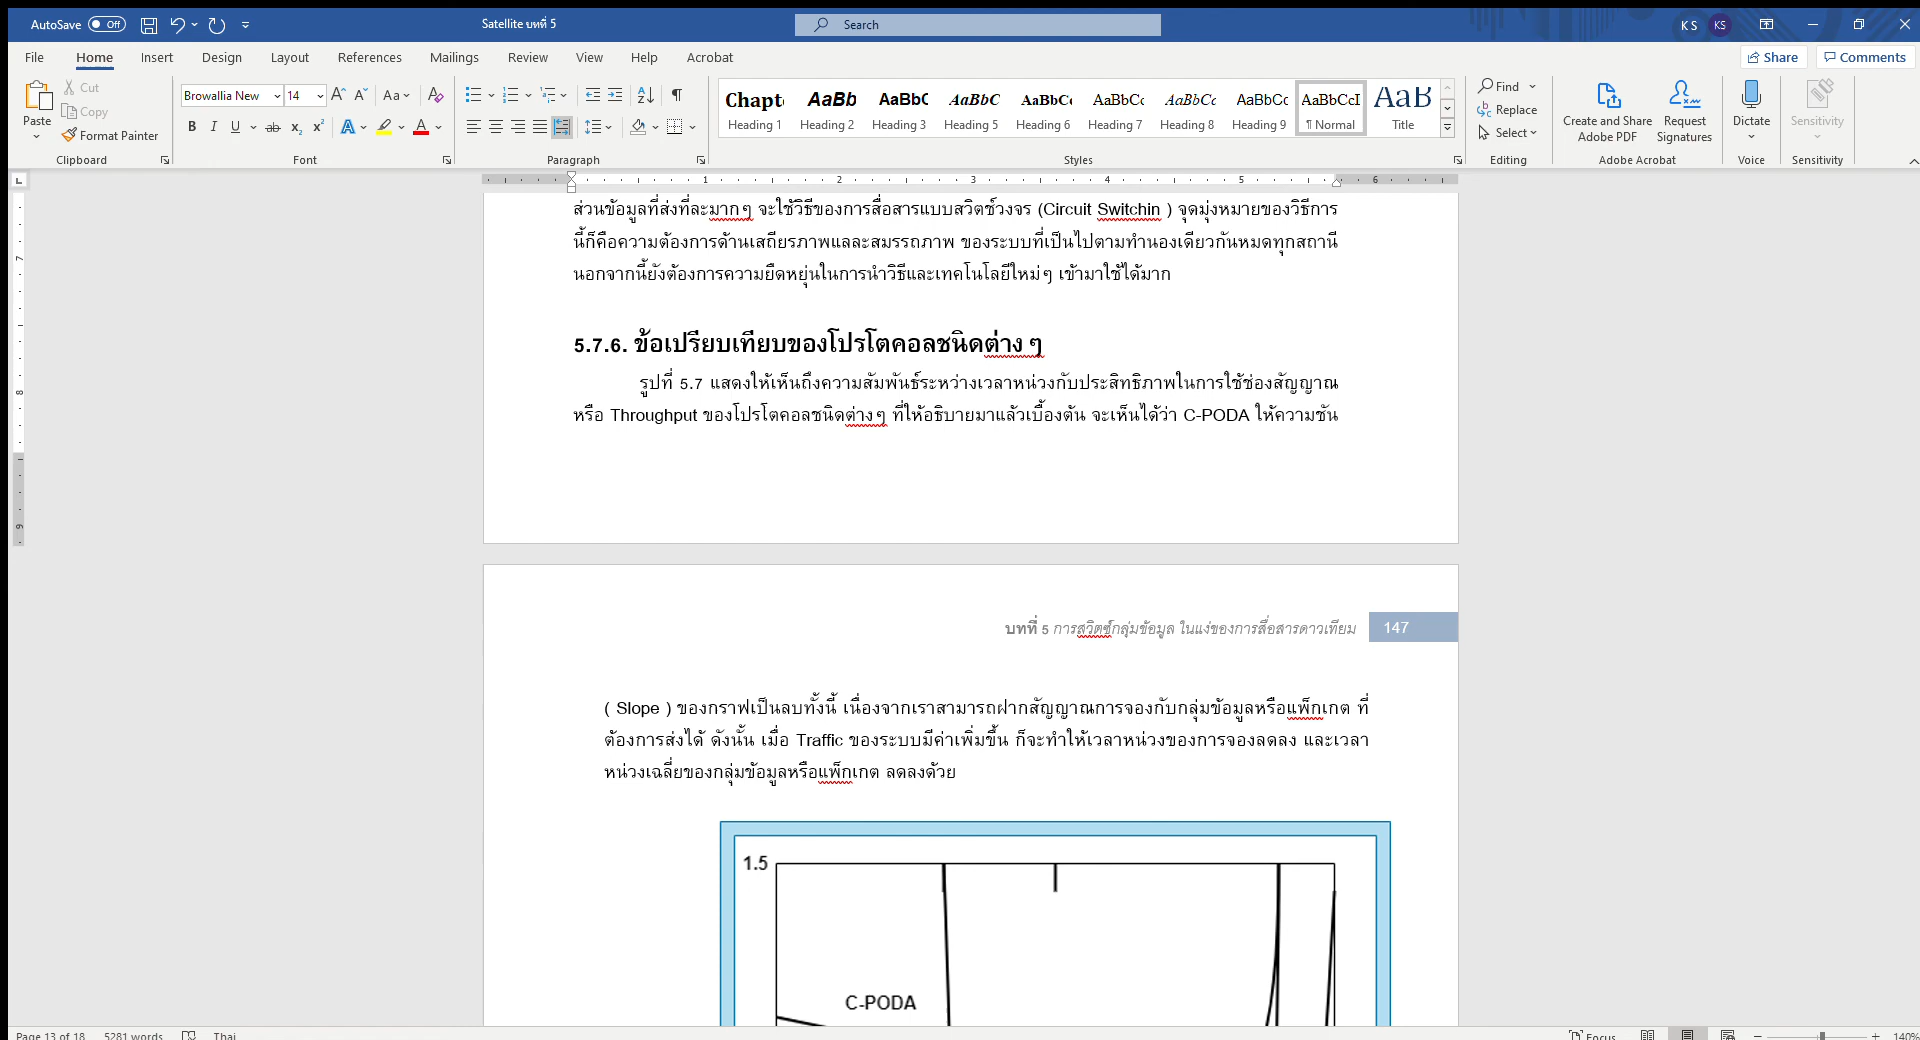 AutoSave Off
Satellite บทที่ 5
Search
K S KS
File Home Insert Design Layout References Mailings Review View Help Acrobat
Share Comments
Paste
Cut
Copy
Format Painter
Clipboard
Browallia New 14
Font
Paragraph
Chapt AaBb AaBbC AaBbC AaBbCc AaBbCc AaBbCc AaBbCc AaBbCcI AaB
Heading 1 Heading 2 Heading 3 Heading 5 Heading 6 Heading 7 Heading 8 Heading 9 ¶ Normal Title
Styles
Find
Replace
Select
Editing
Create and Share Adobe PDF
Request Signatures
Adobe Acrobat
Dictate
Voice
Sensitivity
Sensitivity
1 2 3 4 5 6
7
8
9
ส่วนข้อมูลที่ส่งที่ละมากๆ จะใช้วิธีของการสื่อสารแบบสวิตช์วงจร (Circuit Switchin ) จุดมุ่งหมายของวิธีการ
นี้ก็คือความต้องการด้านเสถียรภาพแลละสมรรถภาพ ของระบบที่เป็นไปตามทำนองเดียวกันหมดทุกสถานี
นอกจากนี้ยังต้องการความยืดหยุ่นในการนำวิธีและเทคโนโลยีใหม่ๆ เข้ามาใช้ได้มาก
5.7.6. ข้อเปรียบเทียบของโปรโตคอลชนิดต่าง ๆ
รูปที่ 5.7 แสดงให้เห็นถึงความสัมพันธ์ระหว่างเวลาหน่วงกับประสิทธิภาพในการใช้ช่องสัญญาณ
หรือ Throughput ของโปรโตคอลชนิดต่างๆ ที่ให้อธิบายมาแล้วเบื้องต้น จะเห็นได้ว่า C-PODA ให้ความชัน
บทที่ 5 การสวิตซ์กลุ่มข้อมูล ในแง่ของการสื่อสารดาวเทียม 147
( Slope ) ของกราฟเป็นลบทั้งนี้ เนื่องจากเราสามารถฝากสัญญาณการจองกับกลุ่มข้อมูลหรือแพ็กเกต ที่
ต้องการส่งได้ ดังนั้น เมื่อ Traffic ของระบบมีค่าเพิ่มขึ้น ก็จะทำให้เวลาหน่วงของการจองลดลง และเวลา
หน่วงเฉลี่ยของกลุ่มข้อมูลหรือแพ็กเกต ลดลงด้วย
1.5
C-PODA
Page 13 of 18 5281 words Thai
Focus
140%